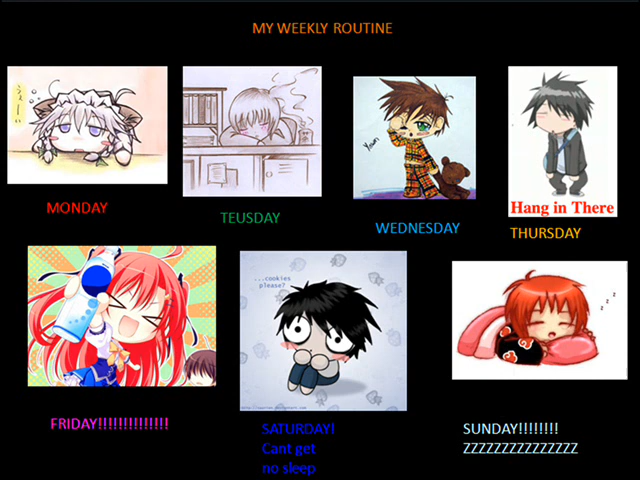 MY WEEKLY ROUTINE
MONDAY
TEUSDAY
Yuan
WEDNESDAY
Hang in There
THURSDAY
FRIDAY!!!!!!!!!!!!!!
...cookies
please?
SATURDAY!
Cant get
no sleep
z z z
SUNDAY!!!!!!!!
ZZZZZZZZZZZZZZZ